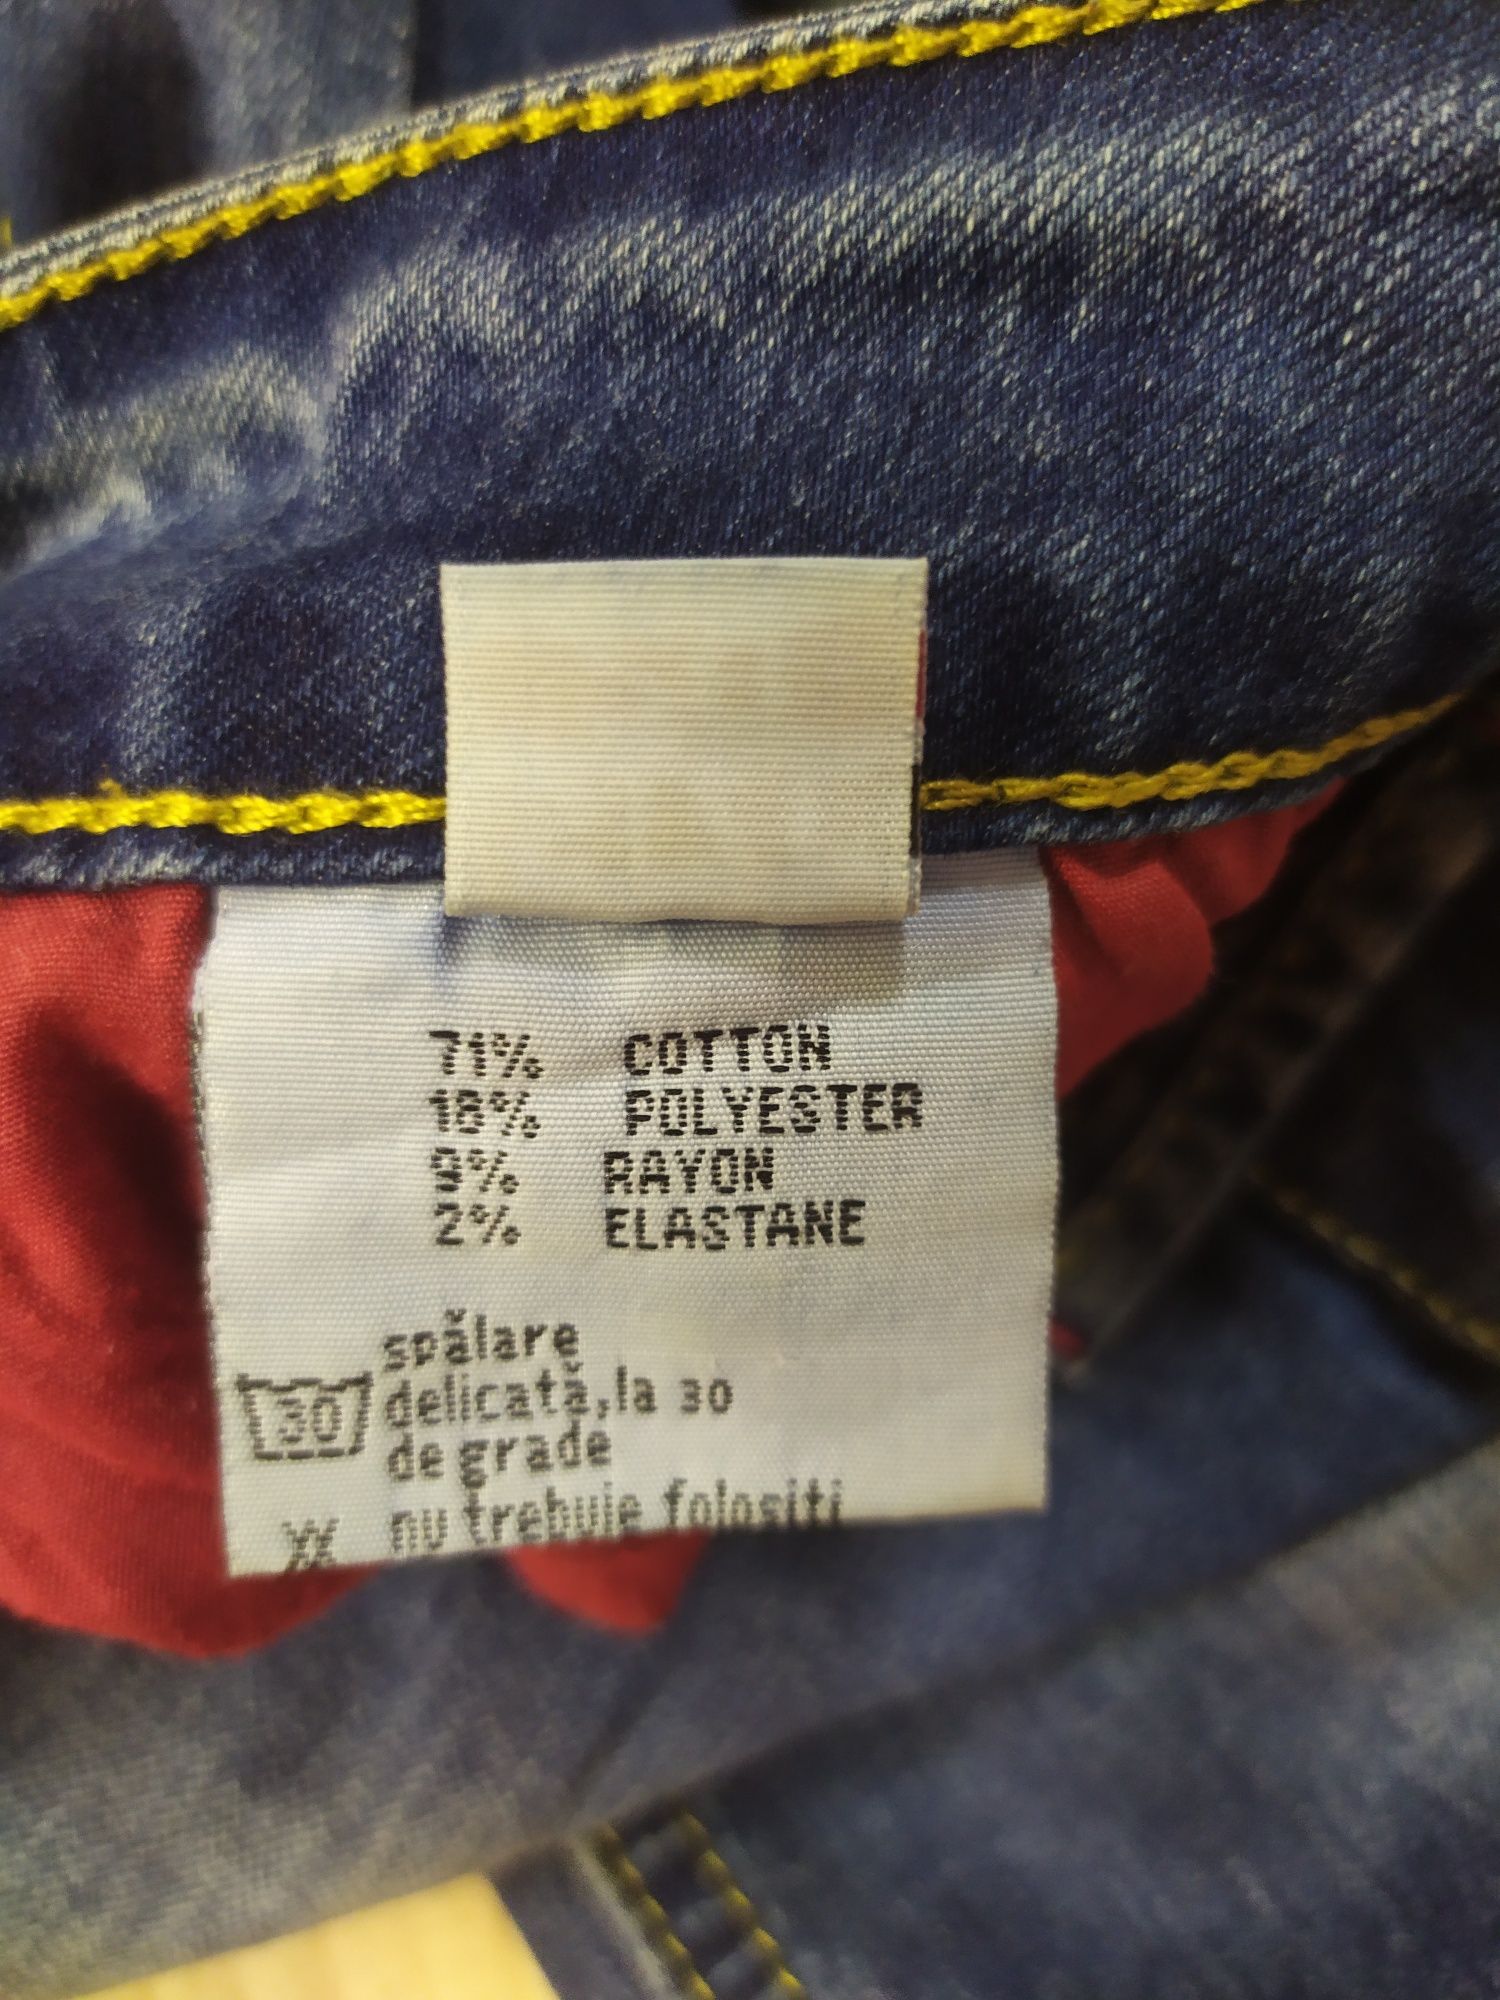 71% COTTON
18% POLYESTER
9% RAYON
2% ELASTANE
spălare
30 delicată,la 30
de grade
nu trebuie folositi